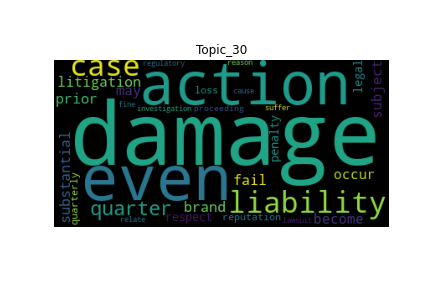 Topic_30
case
regulatory
reason
action
legal
subject
litigation
may
loss
cause
prior
fine
investigation
proceeding
suffer
damage
penalty
substantial
quarterly
even
fail
occur
quarter
brand
liability
respect
reputation
become
relate
lawsuit